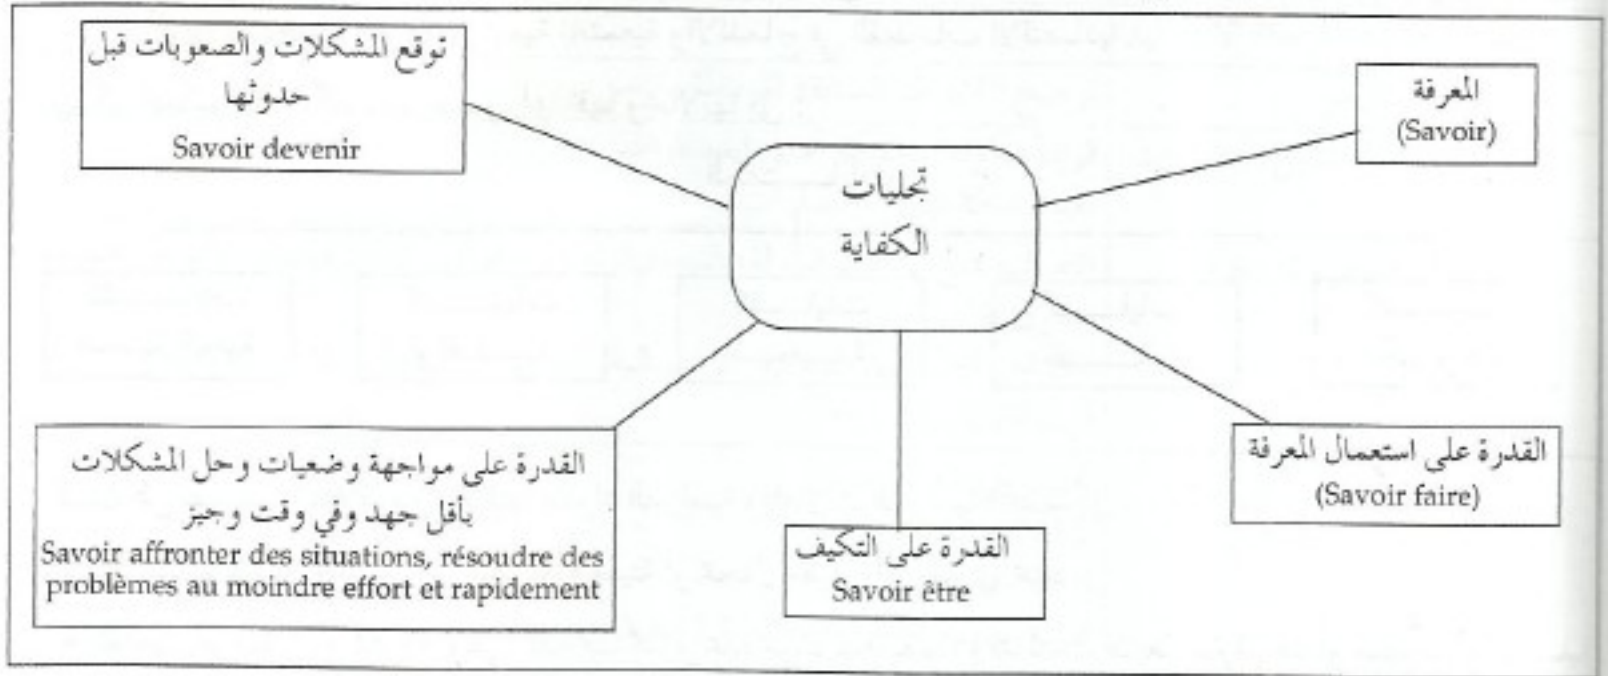 تجليات
الكفاية
المعرفة
(Savoir)
القدرة على استعمال المعرفة
(Savoir faire)
القدرة على التكيف
Savoir être
القدرة على مواجهة وضعيات وحل المشكلات
بأقل جهد وفي وقت وجيز
Savoir affronter des situations, résoudre des
problèmes au moindre effort et rapidement
توقع المشكلات والصعوبات قبل
حدوثها
Savoir devenir